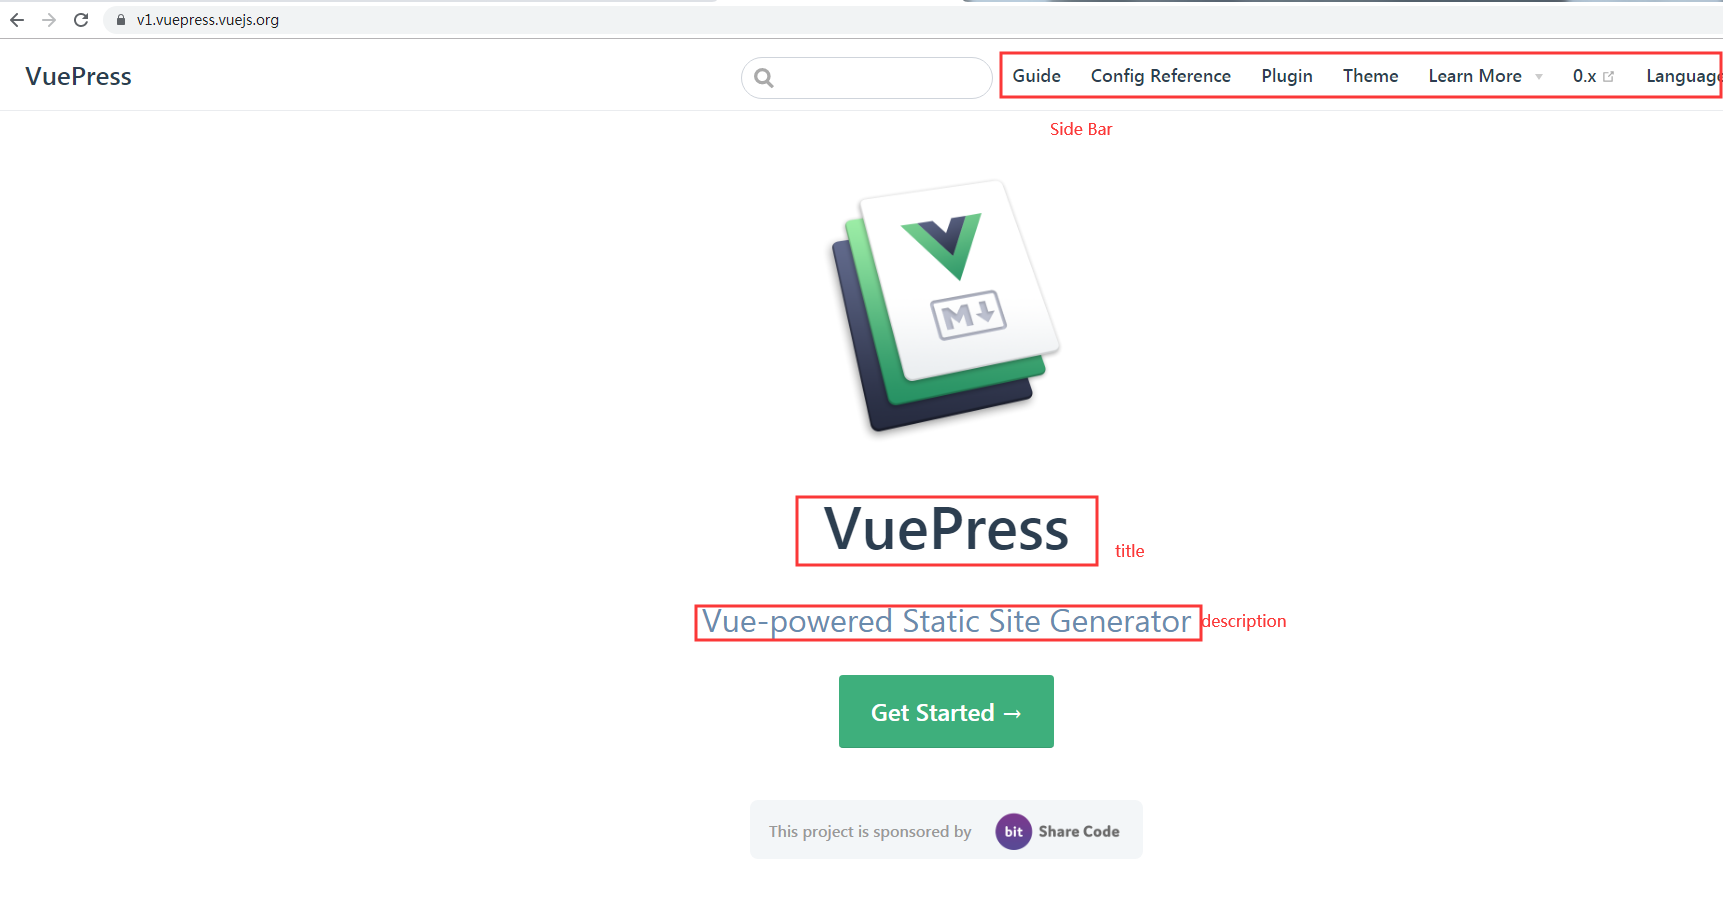 v1.vuepress.vuejs.org
VuePress Guide Config Reference Plugin Theme Learn More 0.x Language
Side Bar
M
VuePress
title
Vue-powered Static Site Generator description
Get Started →
This project is sponsored by bit Share Code